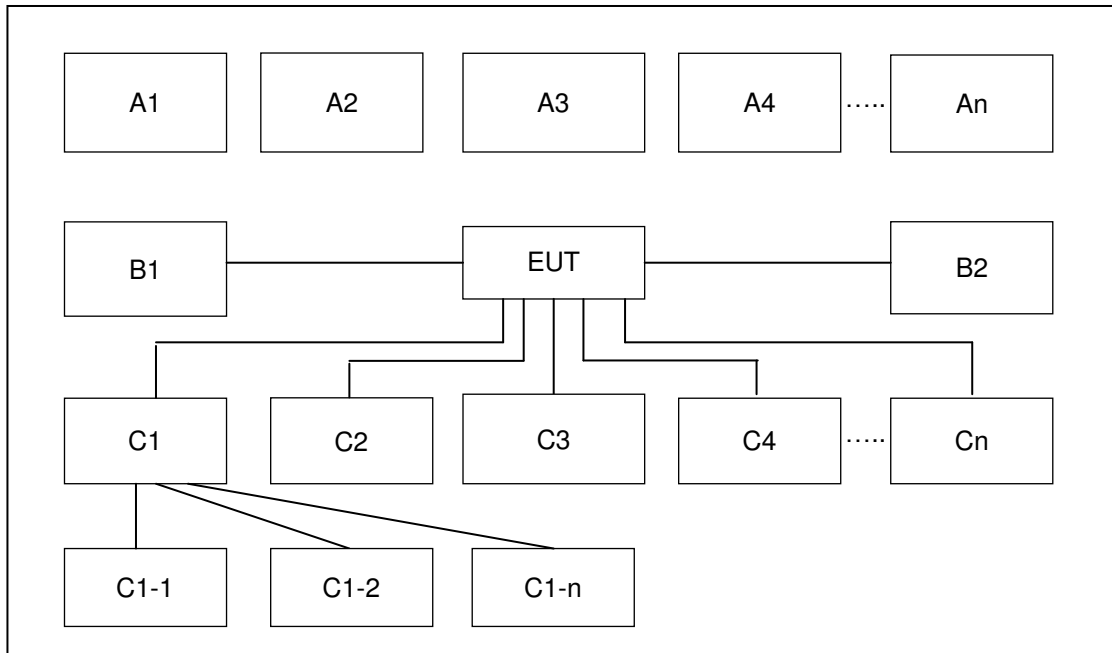 A1 A2 A3 A4 ..... An
B1 EUT B2
C1 C2 C3 C4 ..... Cn
C1-1 C1-2 C1-n